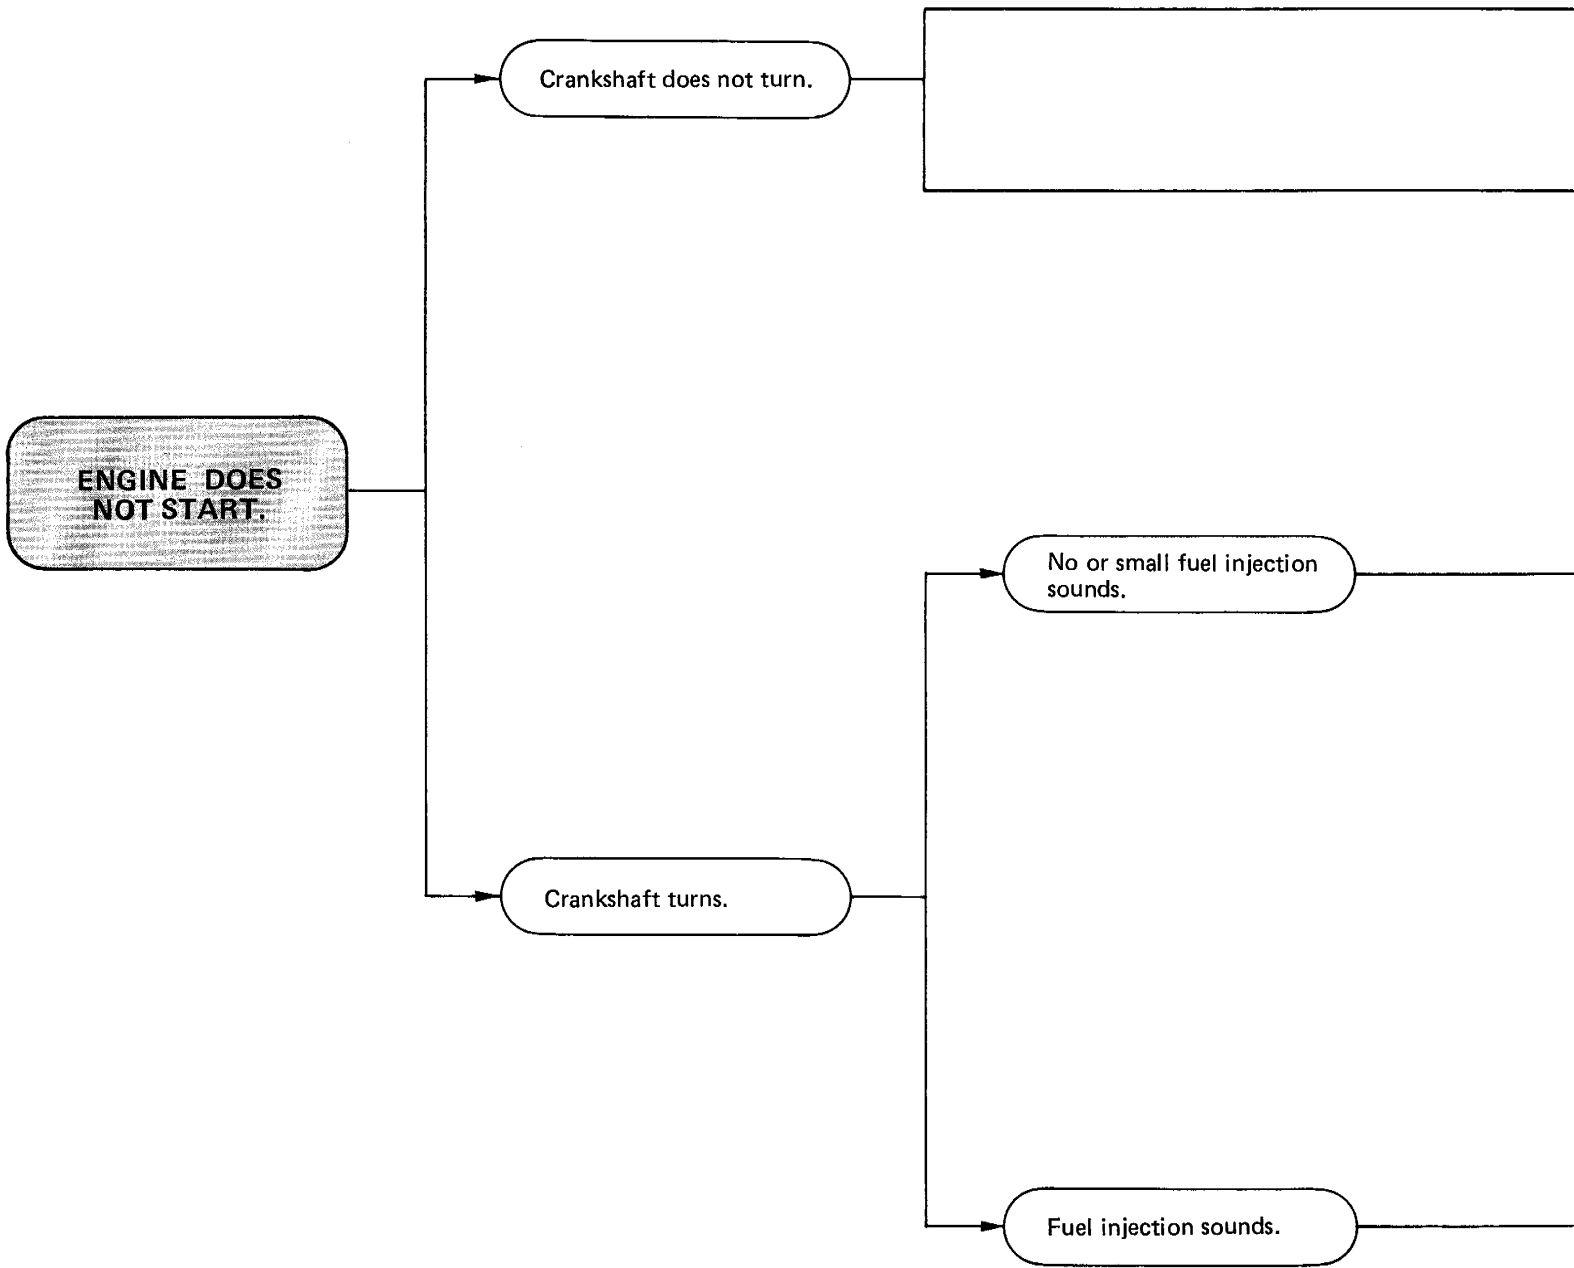 Crankshaft does not turn.
ENGINE DOES
NOT START.
No or small fuel injection
sounds.
Crankshaft turns.
Fuel injection sounds.